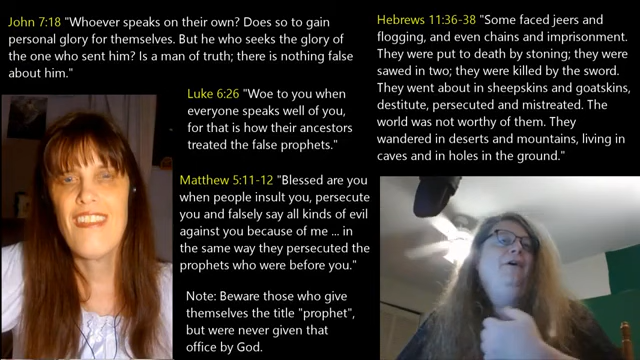 John 7:18 "Whoever speaks on their own? Does so to gain
personal glory for themselves. But he who seeks the glory of
the one who sent him? Is a man of truth; there is nothing false
about him."
Luke 6:26 "Woe to you when
everyone speaks well of you,
for that is how their ancestors
treated the false prophets."
Matthew 5:11-12 "Blessed are you
when people insult you, persecute
you and falsely say all kinds of evil
against you because of me ... in
the same way they persecuted the
prophets who were before you."
Note: Beware those who give
themselves the title "prophet",
but were never given that
office by God.
Hebrews 11:36-38 "Some faced jeers and
flogging, and even chains and imprisonment.
They were put to death by stoning; they were
sawed in two; they were killed by the sword.
They went about in sheepskins and goatskins,
destitute, persecuted and mistreated. The
world was not worthy of them. They
wandered in deserts and mountains, living in
caves and in holes in the ground."